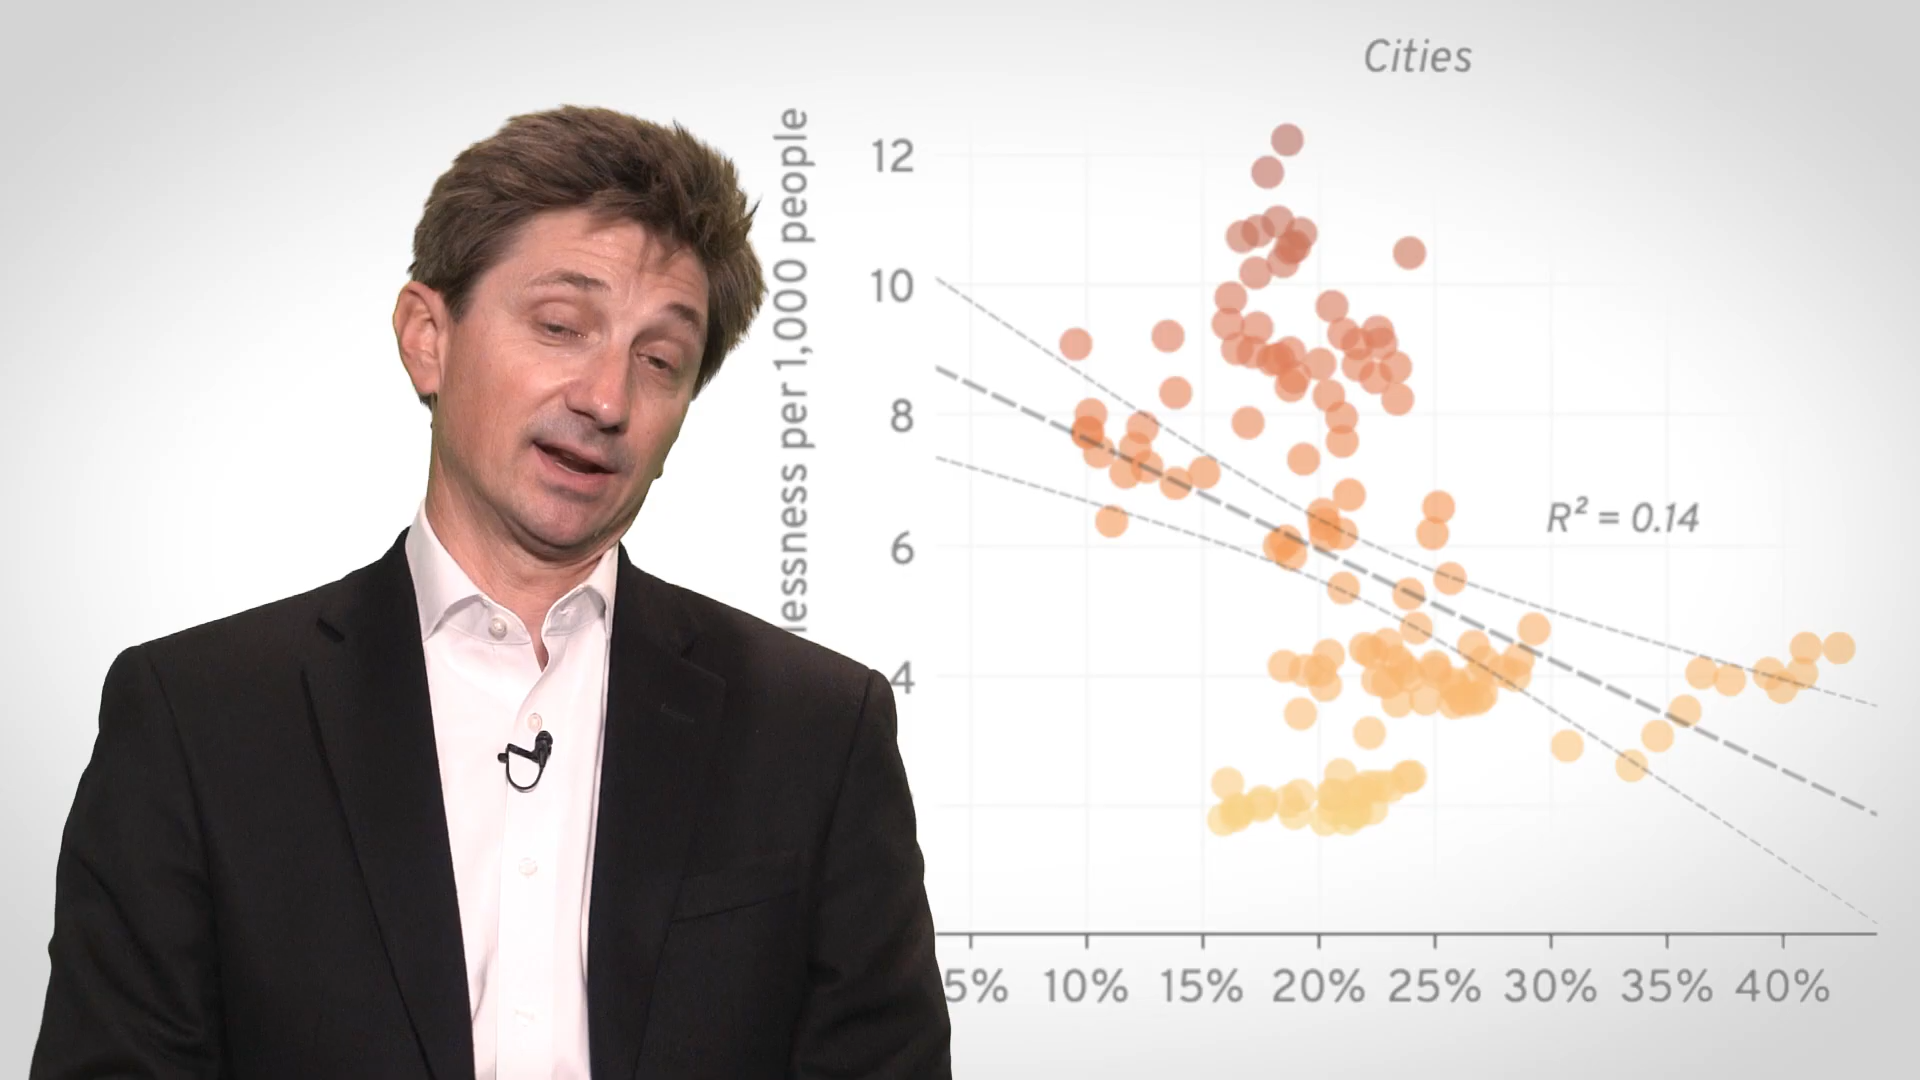 Cities
lessness per 1,000 people
12
10
8
6
4
R² = 0.14
5% 10% 15% 20% 25% 30% 35% 40%